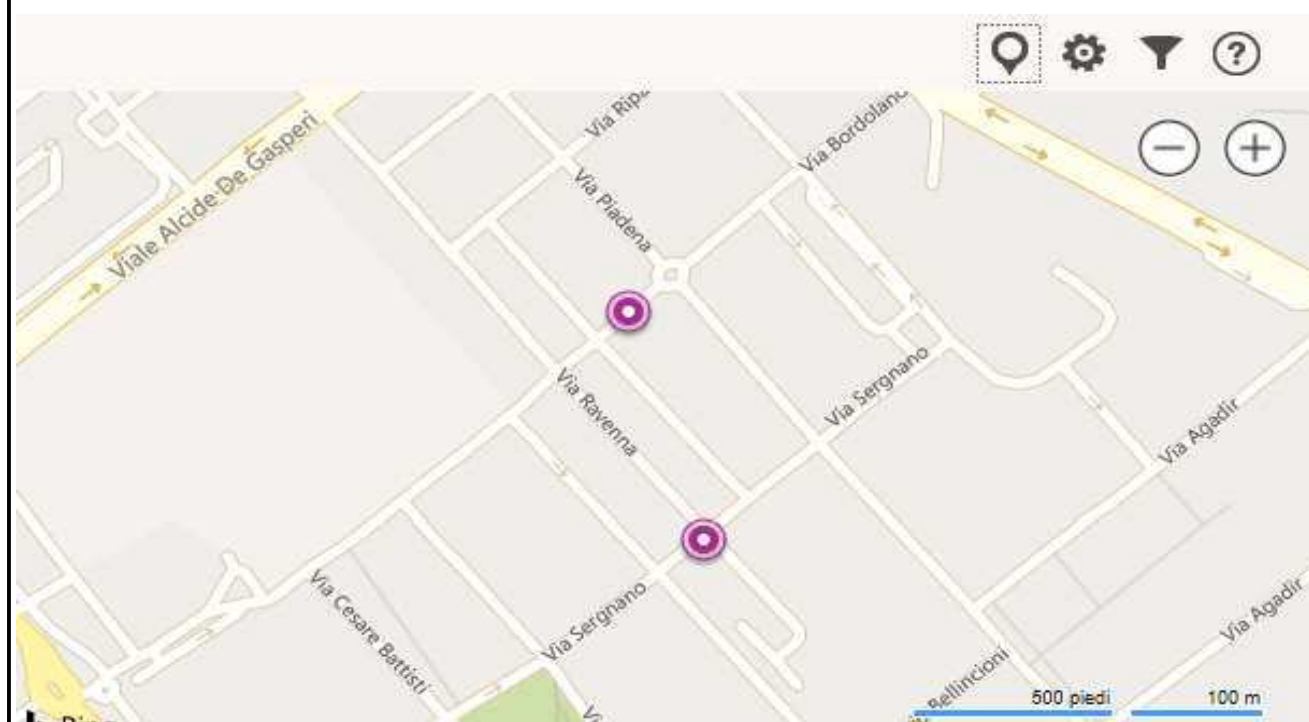 ?
Via Ripa
Via Bordolano
Viale Alcide De Gasperi
Via Piadena
Via Ravenna
Via Sergnano
Via Agadir
Via Cesare Battisti
Via Sergnano
Via Agadir
Bellincioni
500 piedi
100 m